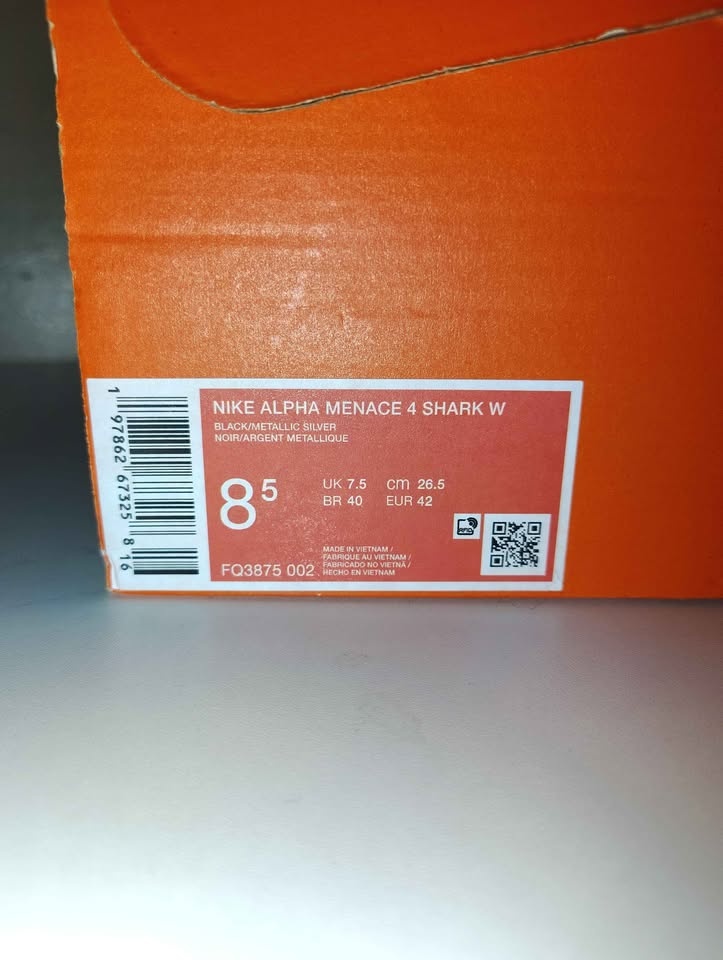 NIKE ALPHA MENACE 4 SHARK W
BLACK/METALLIC SILVER
NOIR/ARGENT METALLIQUE
8 5
UK 7.5 cm 26.5
BR 40 EUR 42
FQ3875 002
MADE IN VIETNAM /
FABRIQUE AU VIETNAM /
FABRICADO NO VIETNÃ /
HECHO EN VIETNAM
RFID
1 97862 67325 8 16